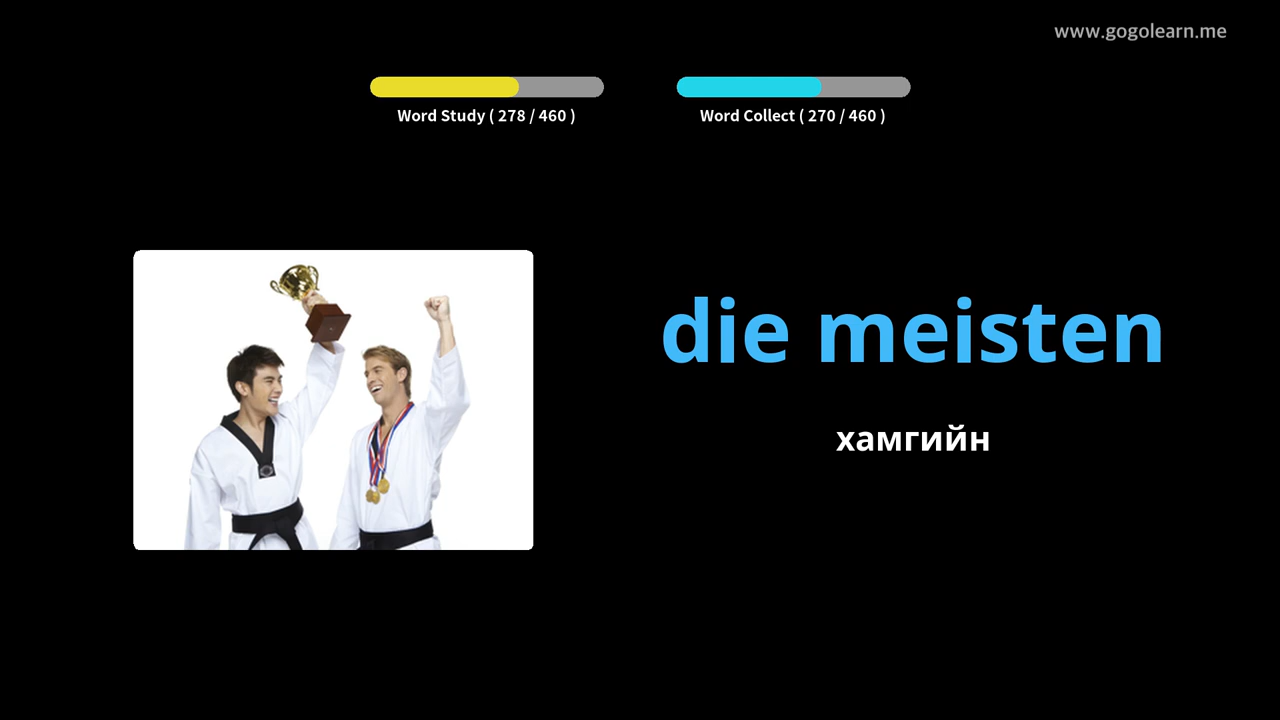 www.gogolearn.me
Word Study ( 278 / 460 )
Word Collect ( 270 / 460 )
die meisten
хамгийн